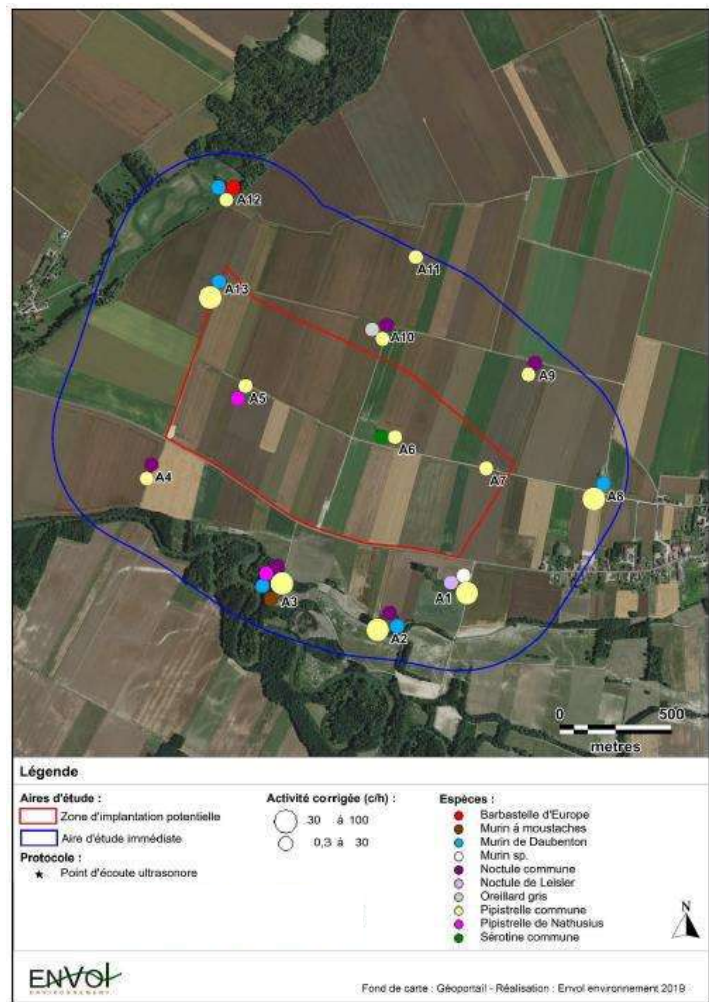 A12
A11
A13
A10
A9
A5
A6
A7
A4
A8
A3
A1
A2
0 500
metres
Légende
Aires d'étude :
Zone d'implantation potentielle
Aire d'étude immédiate
Protocole :
Point d'écoute ultrasonore
Activité corrigée (c/h) :
30 à 100
0,3 à 30
Espèces :
Barbastelle d'Europe
Murin à moustaches
Murin de Daubenton
Murin sp.
Noctule commune
Noctule de Leisler
Oreillard gris
Pipistrelle commune
Pipistrelle de Nathusius
Sérotine commune
N
ENVOL
ENVIRONNEMENT
Fond de carte : Géoportail - Réalisation : Envol environnement 2019